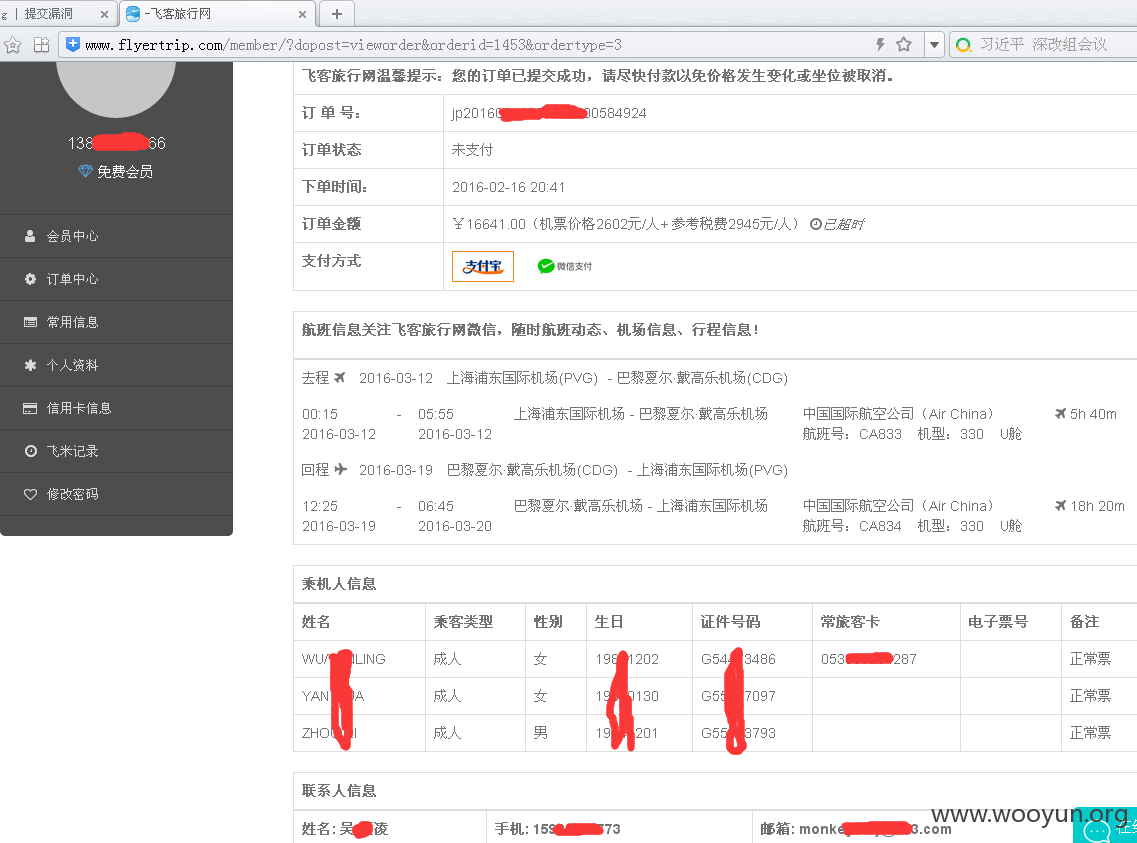 g | 提交漏洞
-飞客旅行网
www.flyertrip.com/member/?dopost=vieworder&orderid=1453&ordertype=3
习近平 深改组会议
138 66
免费会员
会员中心
订单中心
常用信息
个人资料
信用卡信息
飞米记录
修改密码
飞客旅行网温馨提示：您的订单已提交成功，请尽快付款以免价格发生变化或坐位被取消。
订 单 号： jp2016 00584924
订单状态 未支付
下单时间： 2016-02-16 20:41
订单金额 ￥16641.00（机票价格2602元/人+参考税费2945元/人） 已超时
支付方式 支付宝 微信支付
航班信息关注飞客旅行网微信，随时航班动态、机场信息、行程信息！
去程 2016-03-12 上海浦东国际机场(PVG) - 巴黎夏尔·戴高乐机场(CDG)
00:15 - 05:55 上海浦东国际机场 - 巴黎夏尔·戴高乐机场 中国国际航空公司（Air China） 5h 40m
2016-03-12 2016-03-12 航班号：CA833 机型：330 U舱
回程 2016-03-19 巴黎夏尔·戴高乐机场(CDG) - 上海浦东国际机场(PVG)
12:25 - 06:45 巴黎夏尔·戴高乐机场 - 上海浦东国际机场 中国国际航空公司（Air China） 18h 20m
2016-03-19 2016-03-20 航班号：CA834 机型：330 U舱
乘机人信息
姓名 乘客类型 性别 生日 证件号码 常旅客卡 电子票号 备注
WU LING 成人 女 19 1202 G54 3486 053 287 正常票
YAN 成人 女 19 0130 G55 7097 正常票
ZHO I 成人 男 19 201 G55 3793 正常票
联系人信息
姓名: 吴 凌 手机: 159 773 邮箱: monke 3.com
www.wooyun.org
在线